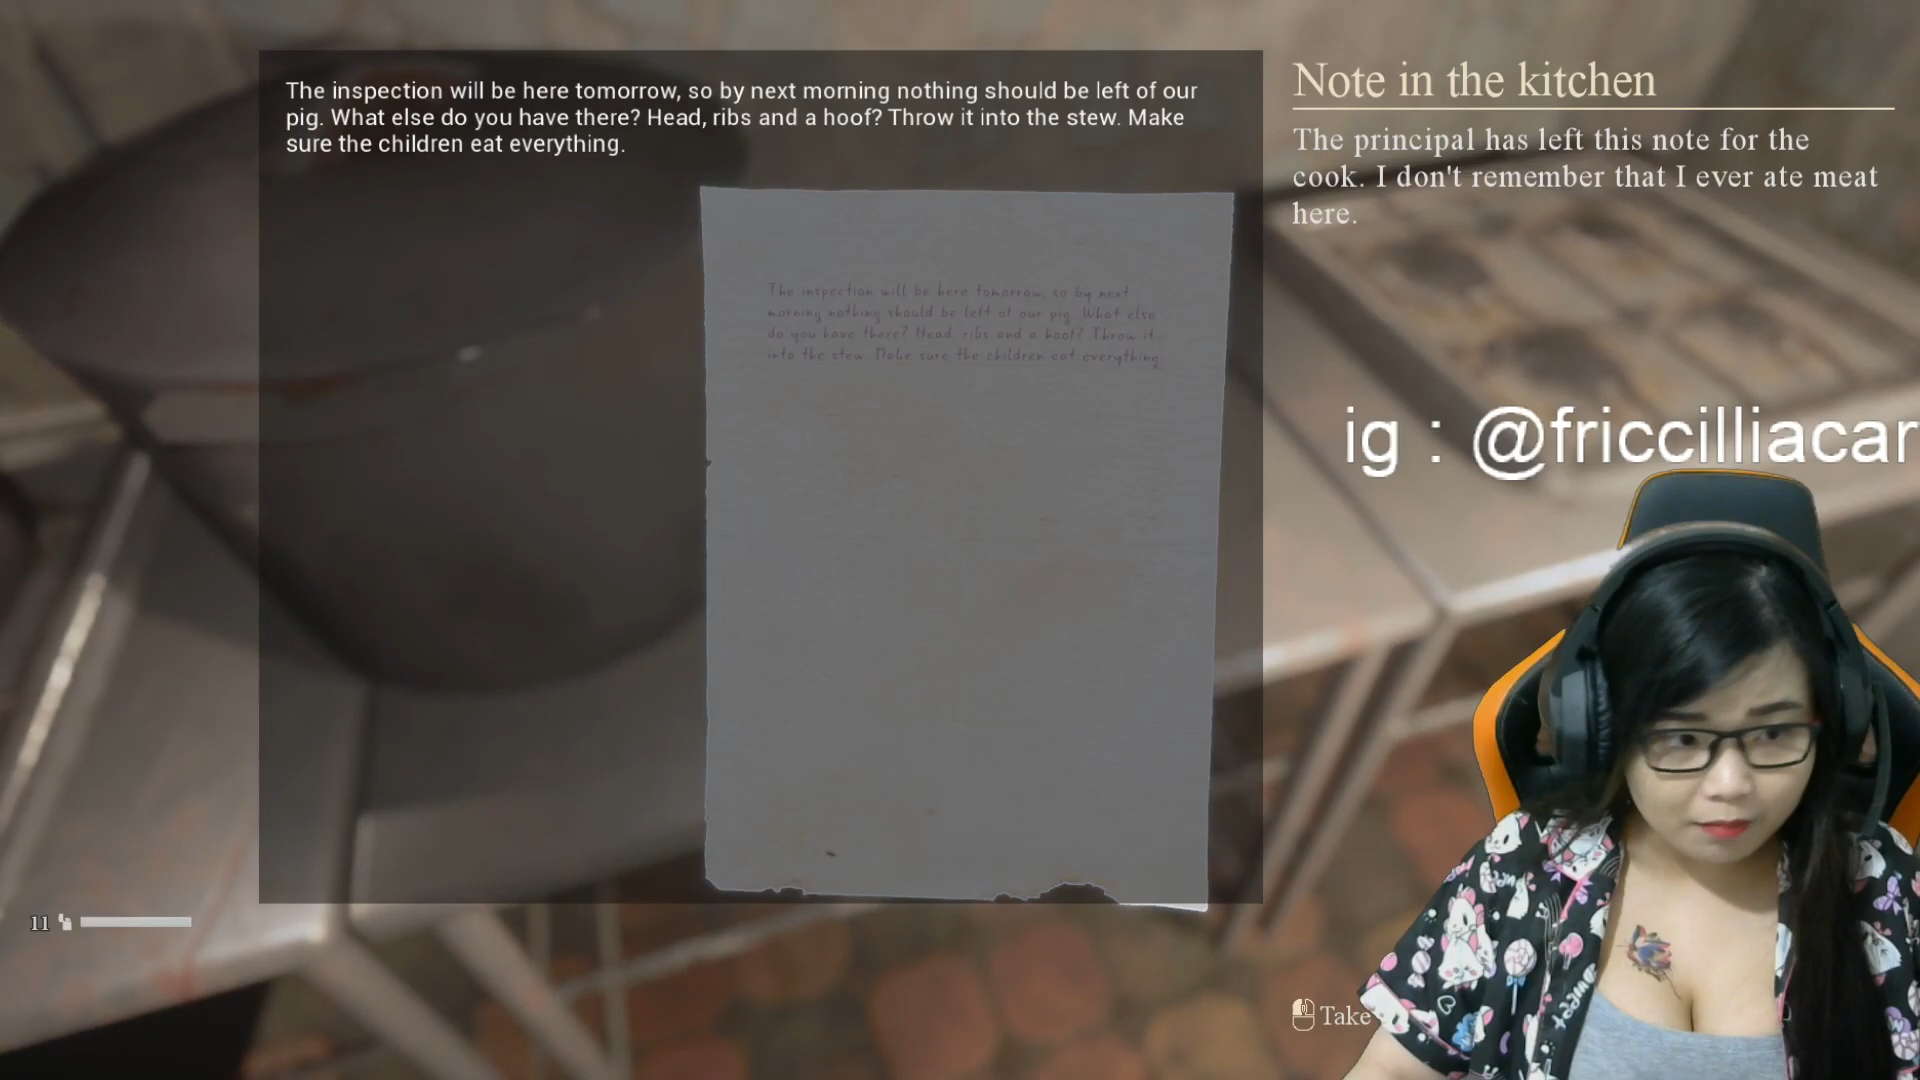 The inspection will be here tomorrow, so by next morning nothing should be left of our
pig. What else do you have there? Head, ribs and a hoof? Throw it into the stew. Make
sure the children eat everything.
Note in the kitchen
The principal has left this note for the
cook. I don't remember that I ever ate meat
here.
The inspection will be here tomorrow, so by next
morning nothing should be left of our pig. What else
do you have there? Head, ribs and a hoof? Throw it
into the stew. Make sure the children eat everything.
ig : @friccilliacar
11
Take